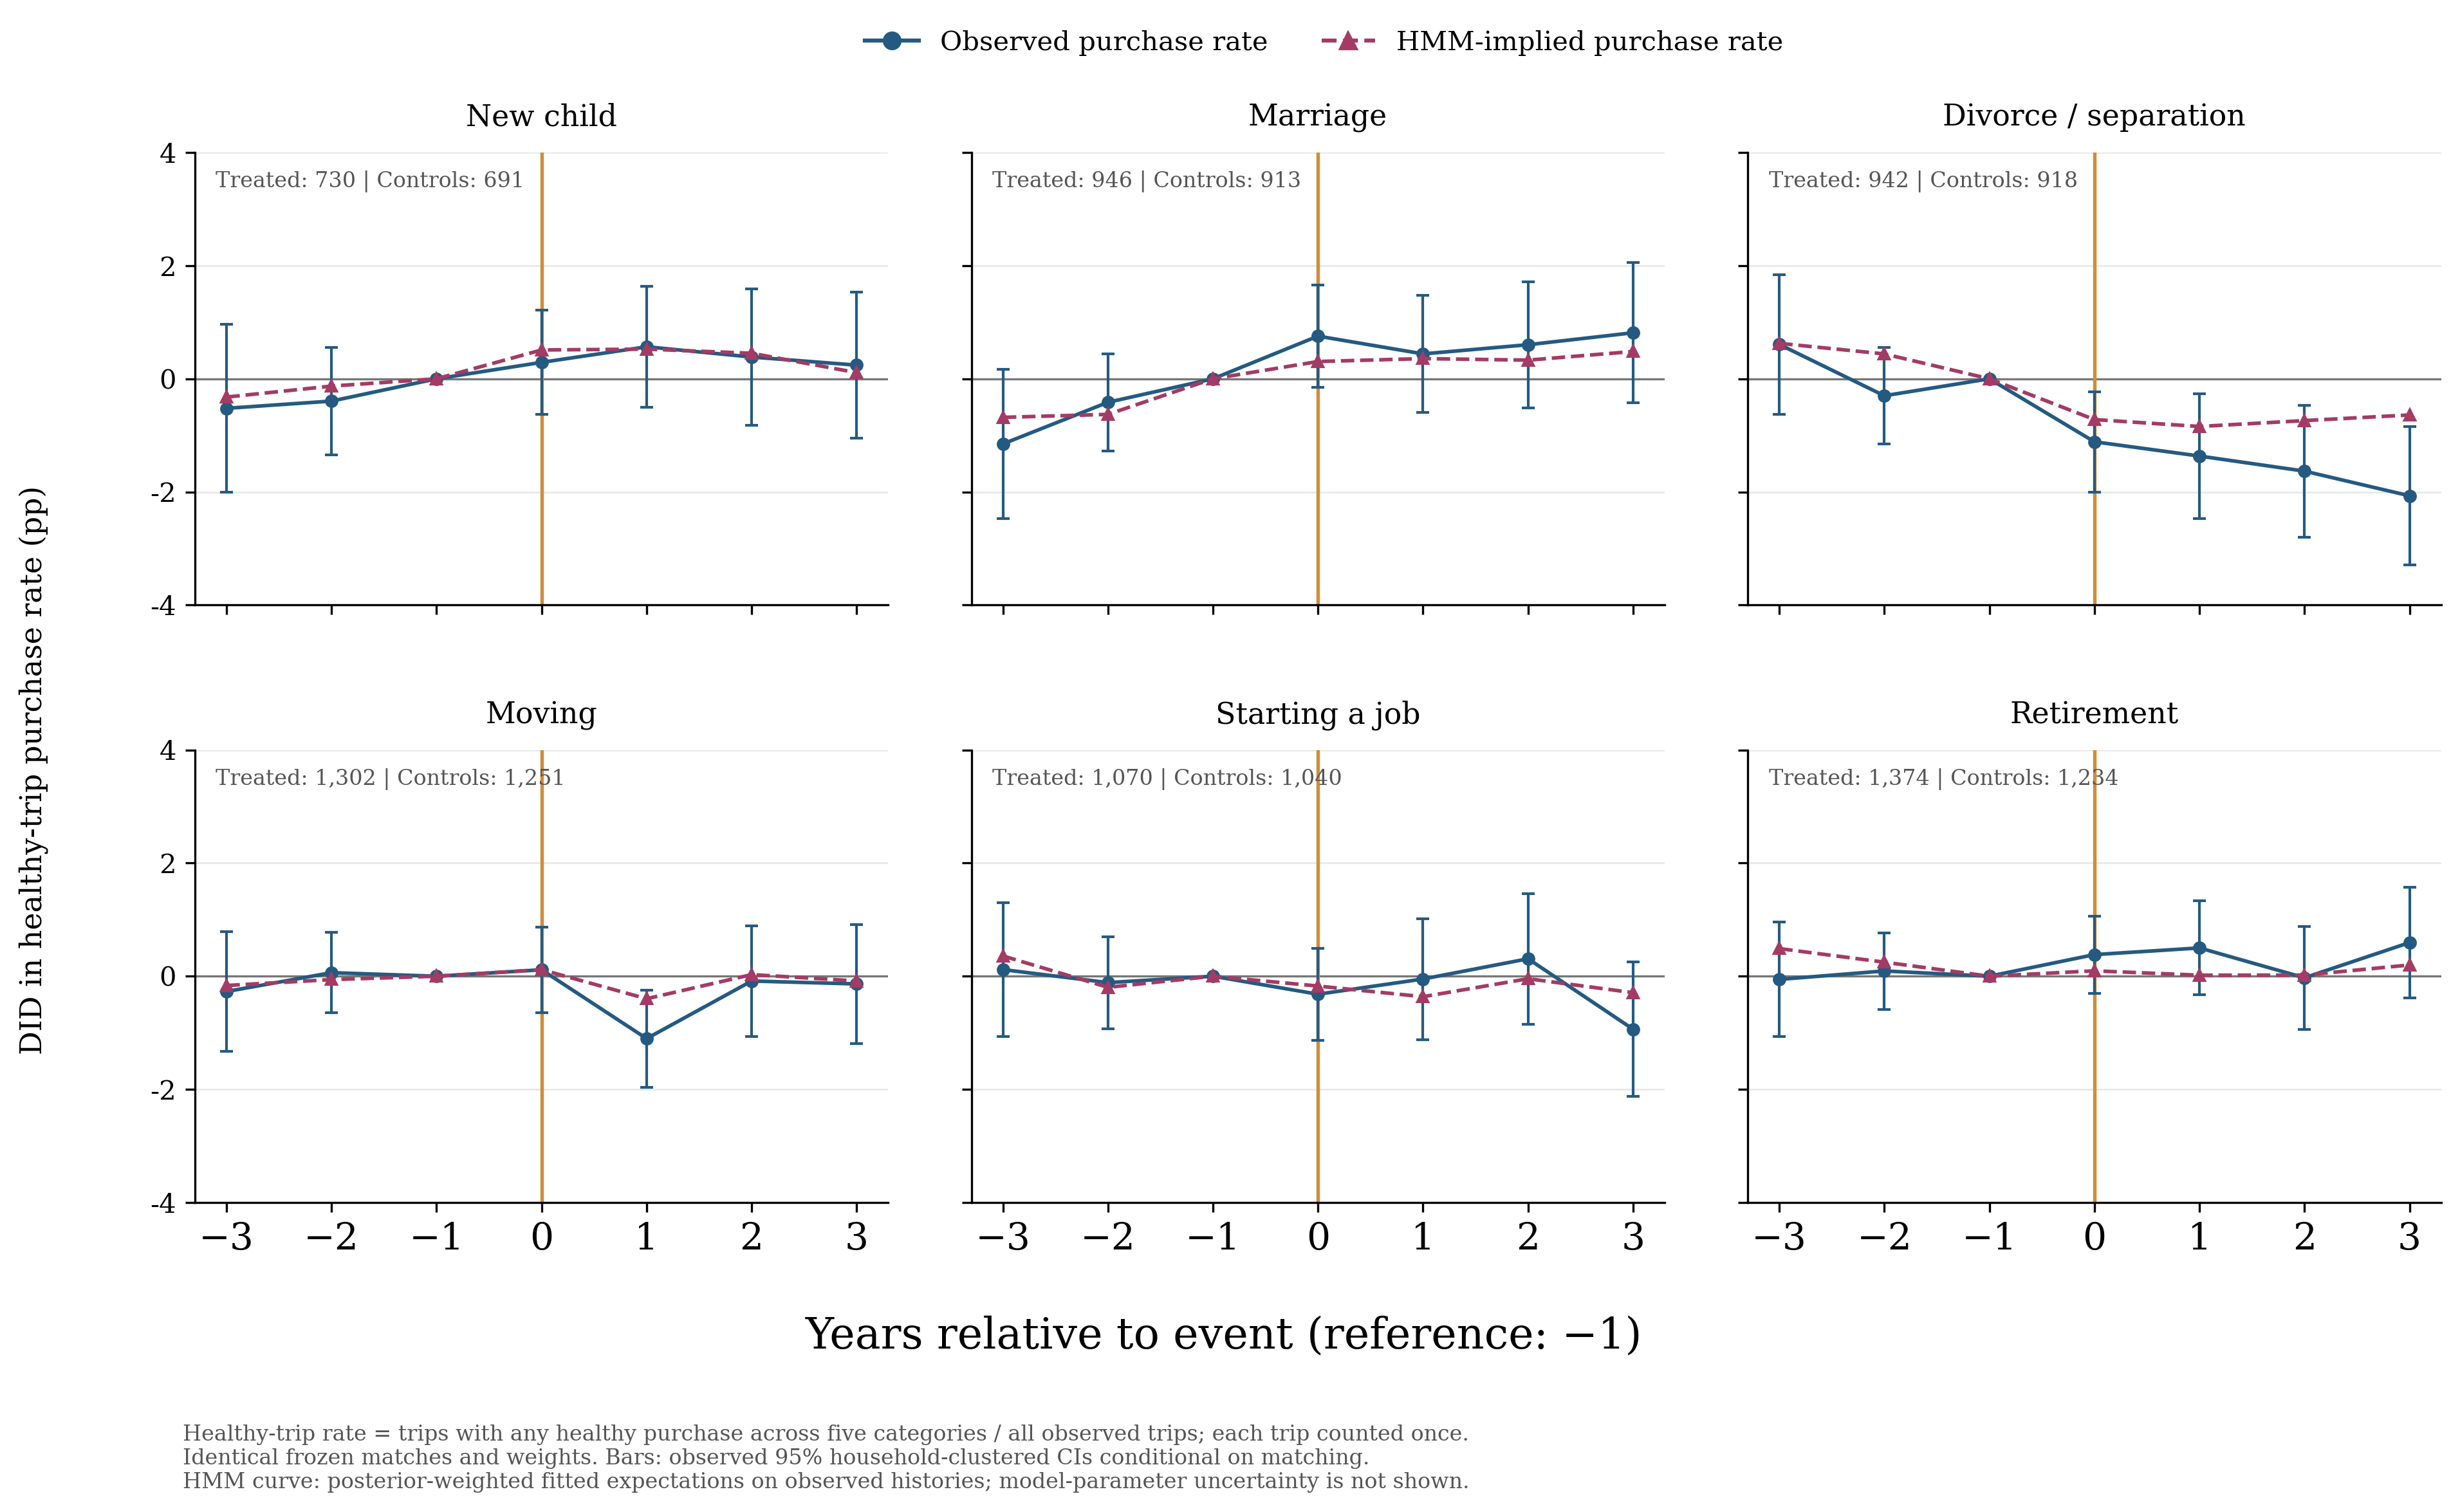 Observed purchase rate
HMM-implied purchase rate
New child
Marriage
Divorce / separation
DID in healthy-trip purchase rate (pp)
4
2
0
-2
-4
Treated: 730 | Controls: 691
Treated: 946 | Controls: 913
Treated: 942 | Controls: 918
Moving
Starting a job
Retirement
4
2
0
-2
-4
Treated: 1,302 | Controls: 1,251
Treated: 1,070 | Controls: 1,040
Treated: 1,374 | Controls: 1,234
−3 −2 −1 0 1 2 3
−3 −2 −1 0 1 2 3
−3 −2 −1 0 1 2 3
Years relative to event (reference: −1)
Healthy-trip rate = trips with any healthy purchase across five categories / all observed trips; each trip counted once.
Identical frozen matches and weights. Bars: observed 95% household-clustered CIs conditional on matching.
HMM curve: posterior-weighted fitted expectations on observed histories; model-parameter uncertainty is not shown.